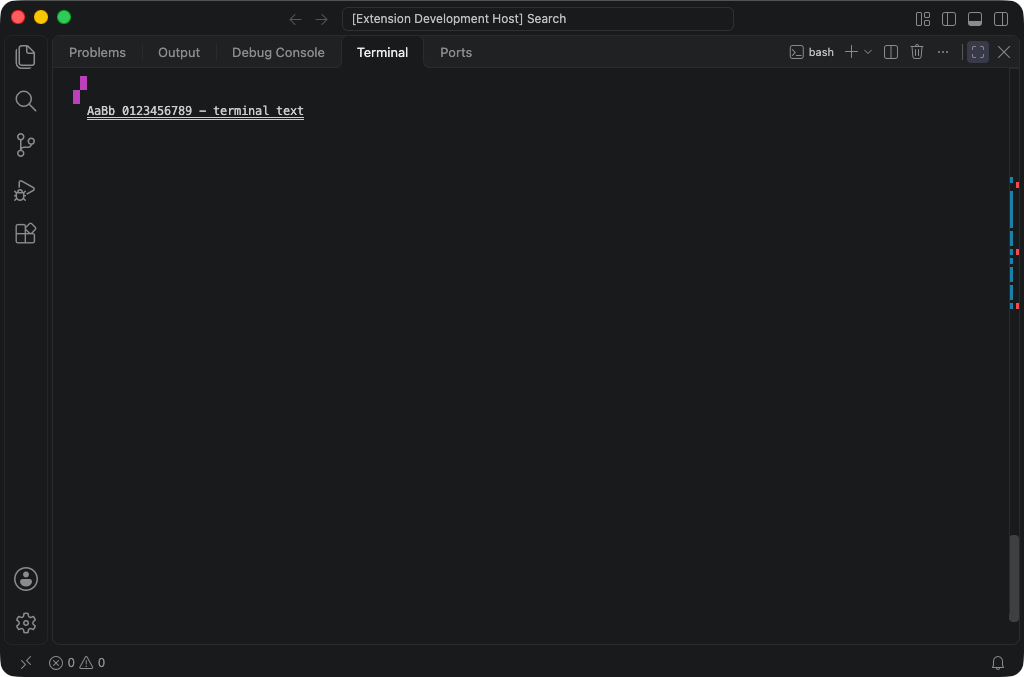 [Extension Development Host] Search
Problems Output Debug Console Terminal Ports bash
AaBb 0123456789 − terminal text
0 0